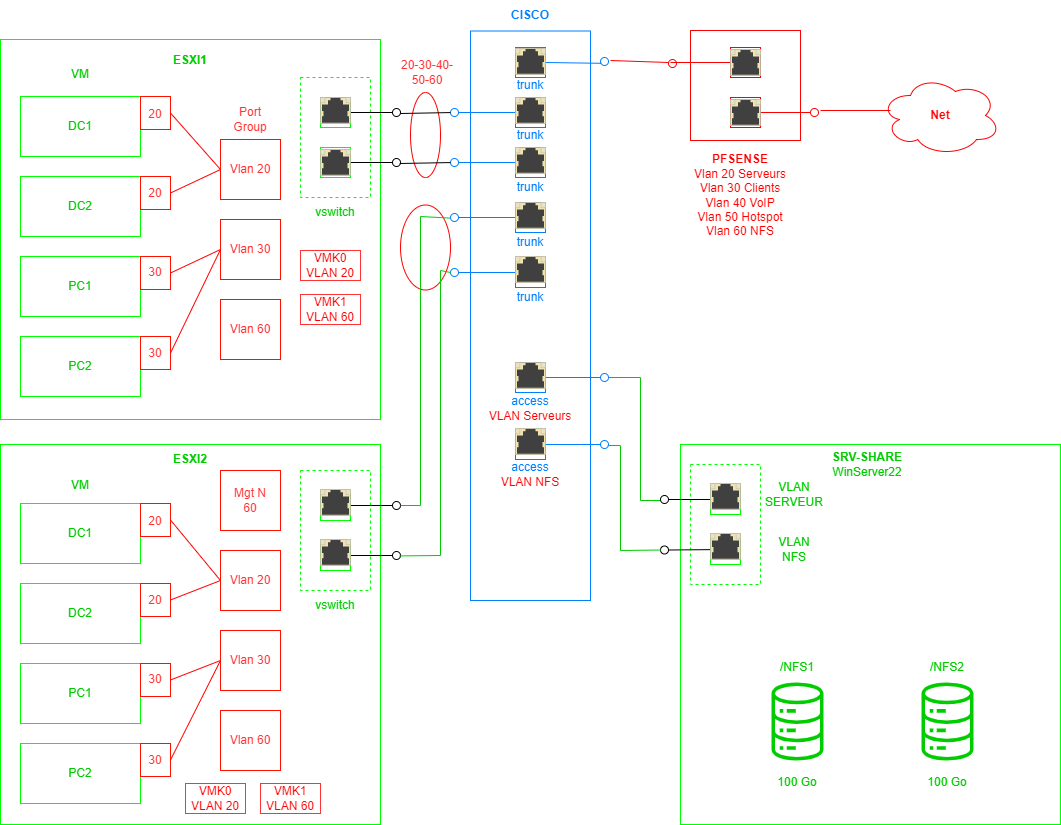 CISCO
ESXI1
VM
DC1
20
DC2
20
PC1
30
PC2
30
Port
Group
Vlan 20
Vlan 30
Vlan 60
vswitch
VMK0
VLAN 20
VMK1
VLAN 60
20-30-40-
50-60
trunk
trunk
trunk
trunk
trunk
access
VLAN Serveurs
access
VLAN NFS
PFSENSE
Vlan 20 Serveurs
Vlan 30 Clients
Vlan 40 VoIP
Vlan 50 Hotspot
Vlan 60 NFS
Net
ESXI2
VM
DC1
20
DC2
20
PC1
30
PC2
30
Mgt N
60
Vlan 20
Vlan 30
Vlan 60
vswitch
VMK0
VLAN 20
VMK1
VLAN 60
SRV-SHARE
WinServer22
VLAN
SERVEUR
VLAN
NFS
/NFS1
100 Go
/NFS2
100 Go